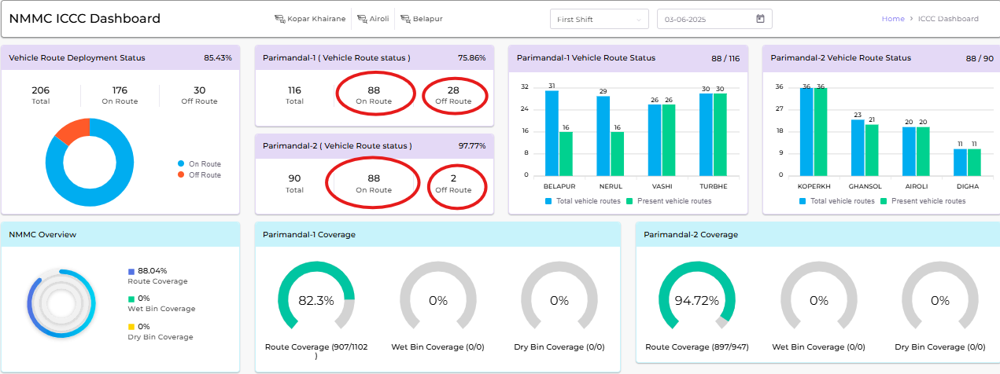 NMMC ICCC Dashboard
Kopar Khairane
Airoli
Belapur
First Shift
03-06-2025
Home > ICCC Dashboard
Vehicle Route Deployment Status 85.43%
206 176 30
Total On Route Off Route
On Route
Off Route
Parimandal-1 ( Vehicle Route status ) 75.86%
116 88 28
Total On Route Off Route
Parimandal-2 ( Vehicle Route status ) 97.77%
90 88 2
Total On Route Off Route
Parimandal-1 Vehicle Route Status 88 / 116
32
24
16
8
0
31 16 29 16 26 26 30 30
BELAPUR NERUL VASHI TURBHE
Total vehicle routes Present vehicle routes
Parimandal-2 Vehicle Route Status 88 / 90
36
27
18
9
0
36 36 23 21 20 20 11 11
KOPERKH GHANSOL AIROLI DIGHA
Total vehicle routes Present vehicle routes
NMMC Overview
88.04%
Route Coverage
0%
Wet Bin Coverage
0%
Dry Bin Coverage
Parimandal-1 Coverage
82.3% 0% 0%
Route Coverage (907/1102
)
Wet Bin Coverage (0/0)
Dry Bin Coverage (0/0)
Parimandal-2 Coverage
94.72% 0% 0%
Route Coverage (897/947)
Wet Bin Coverage (0/0)
Dry Bin Coverage (0/0)